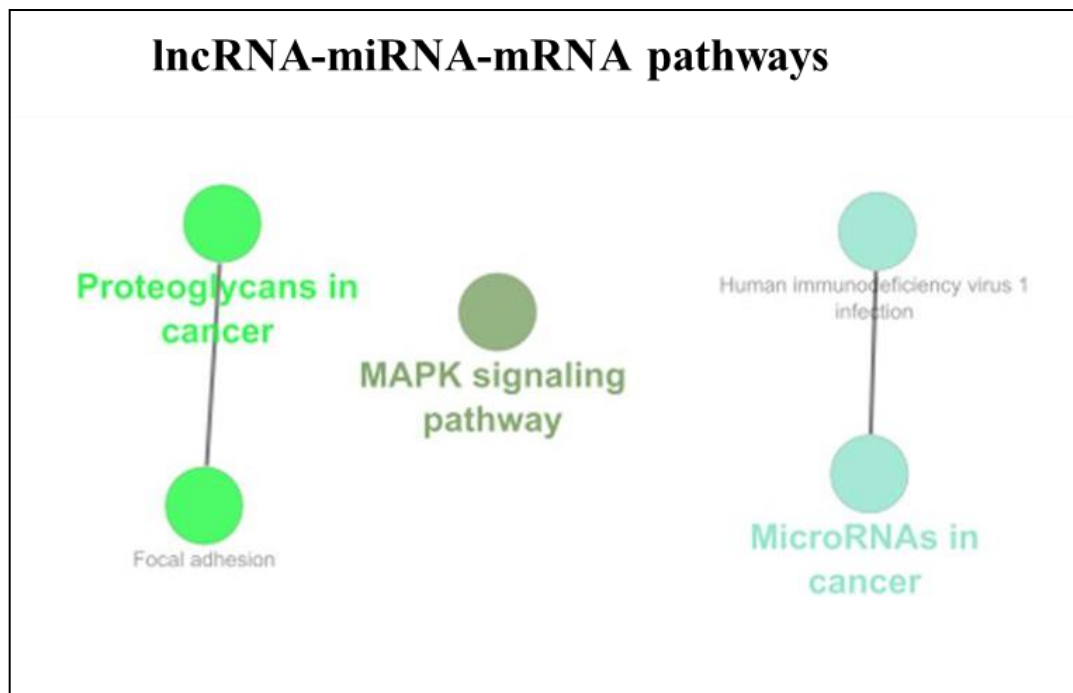 lncRNA-miRNA-mRNA pathways
Proteoglycans in
cancer
Focal adhesion
MAPK signaling
pathway
Human immunodeficiency virus 1
infection
MicroRNAs in
cancer